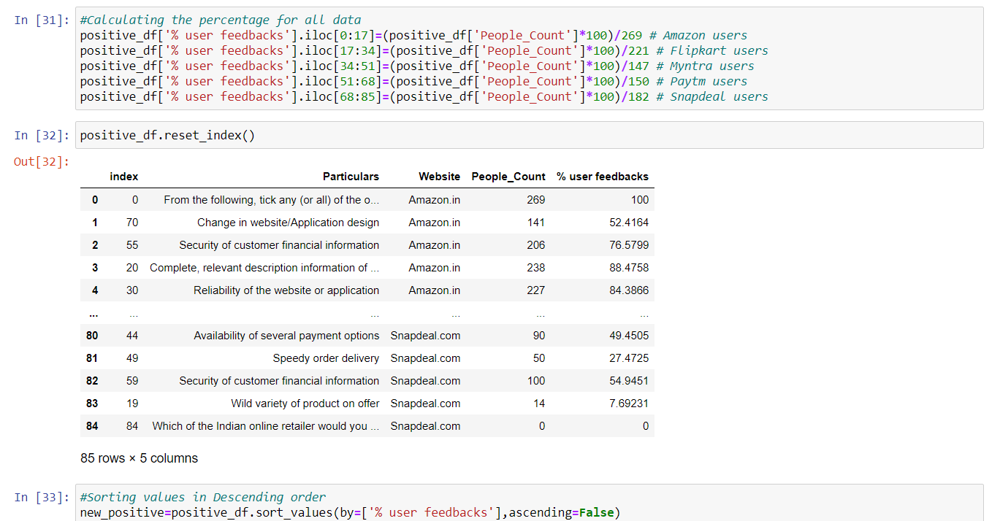 In [31]: #Calculating the percentage for all data
positive_df['% user feedbacks'].iloc[0:17]=(positive_df['People_Count']*100)/269 # Amazon users
positive_df['% user feedbacks'].iloc[17:34]=(positive_df['People_Count']*100)/221 # Flipkart users
positive_df['% user feedbacks'].iloc[34:51]=(positive_df['People_Count']*100)/147 # Myntra users
positive_df['% user feedbacks'].iloc[51:68]=(positive_df['People_Count']*100)/150 # Paytm users
positive_df['% user feedbacks'].iloc[68:85]=(positive_df['People_Count']*100)/182 # Snapdeal users
In [32]: positive_df.reset_index()
Out[32]:
index Particulars Website People_Count % user feedbacks
0 0 From the following, tick any (or all) of the o... Amazon.in 269 100
1 70 Change in website/Application design Amazon.in 141 52.4164
2 55 Security of customer financial information Amazon.in 206 76.5799
3 20 Complete, relevant description information of ... Amazon.in 238 88.4758
4 30 Reliability of the website or application Amazon.in 227 84.3866
... ... ... ... ... ...
80 44 Availability of several payment options Snapdeal.com 90 49.4505
81 49 Speedy order delivery Snapdeal.com 50 27.4725
82 59 Security of customer financial information Snapdeal.com 100 54.9451
83 19 Wild variety of product on offer Snapdeal.com 14 7.69231
84 84 Which of the Indian online retailer would you ... Snapdeal.com 0 0
85 rows × 5 columns
In [33]: #Sorting values in Descending order
new_positive=positive_df.sort_values(by=['% user feedbacks'],ascending=False)